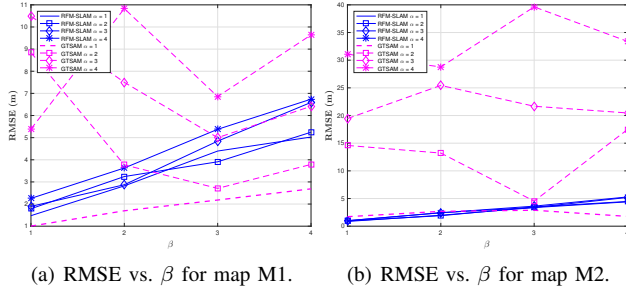 11
10
9
8
7
6
5
4
3
2
1
RMSE (m)
RFM-SLAM α = 1
RFM-SLAM α = 2
RFM-SLAM α = 3
RFM-SLAM α = 4
GTSAM α = 1
GTSAM α = 2
GTSAM α = 3
GTSAM α = 4
1 2 3 4
β
40
35
30
25
20
15
10
5
0
RMSE (m)
RFM-SLAM α = 1
RFM-SLAM α = 2
RFM-SLAM α = 3
RFM-SLAM α = 4
GTSAM α = 1
GTSAM α = 2
GTSAM α = 3
GTSAM α = 4
1 2 3 4
β
(a) RMSE vs. β for map M1.
(b) RMSE vs. β for map M2.